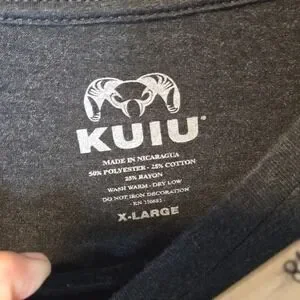 KUIU®
MADE IN NICARAGUA
50% POLYESTER - 25% COTTON
25% RAYON
WASH WARM - DRY LOW
DO NOT IRON DECORATION
X-LARGE